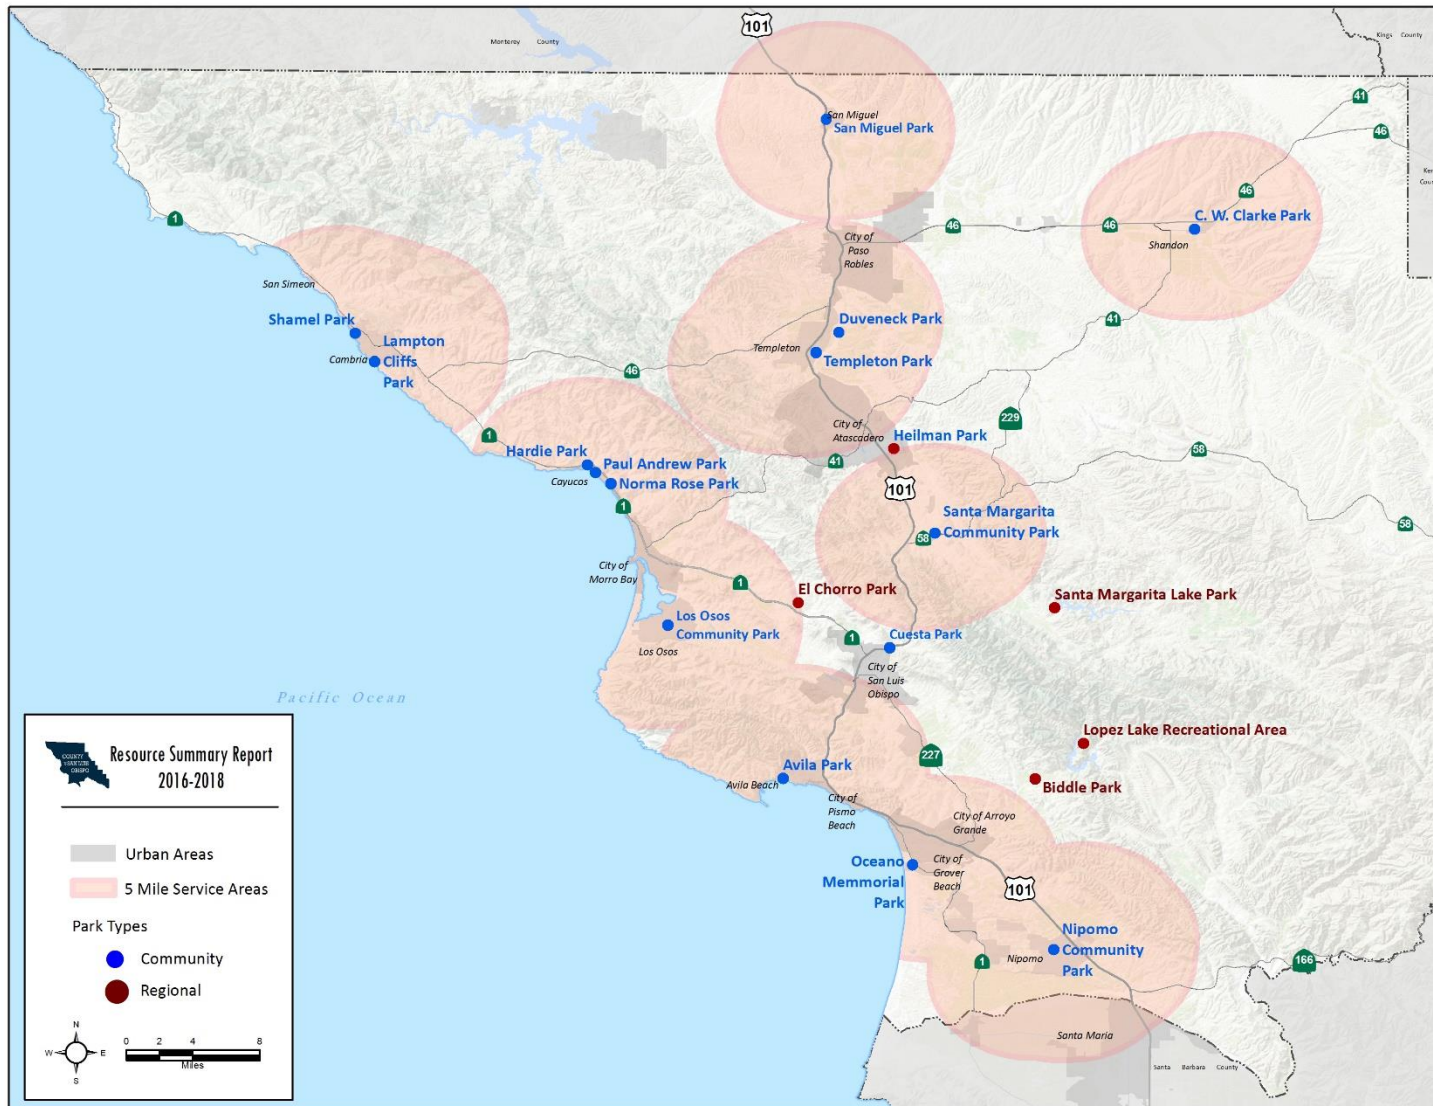 101
Monterey County
Kings County
41
San Miguel
San Miguel Park
46
46
1
C. W. Clarke Park
46
46
Shandon
City of
Paso
Robles
San Simeon
41
Shamel Park
Duveneck Park
Lampton
Cliffs
Park
Cambria
Templeton
Templeton Park
46
229
City of
Atascadero
Heilman Park
1
41
58
Hardie Park
Paul Andrew Park
Cayucos
Norma Rose Park
101
1
Santa Margarita
Community Park
58
58
City of
Morro Bay
1
El Chorro Park
Santa Margarita Lake Park
Los Osos
Community Park
Los Osos
1
Cuesta Park
City of
San Luis
Obispo
Pacific Ocean
Lopez Lake Recreational Area
227
Avila Park
Avila Beach
Biddle Park
City of
Pismo
Beach
City of Arroyo
Grande
Oceano
Memmorial
Park
City of
Grover
Beach
101
Nipomo
Community
Park
Nipomo
1
166
Santa Maria
Santa Barbara County
COUNTY
OBISPO
Resource Summary Report
2016-2018
Urban Areas
5 Mile Service Areas
Park Types
Community
Regional
N
W
E
S
0 2 4 8
Miles